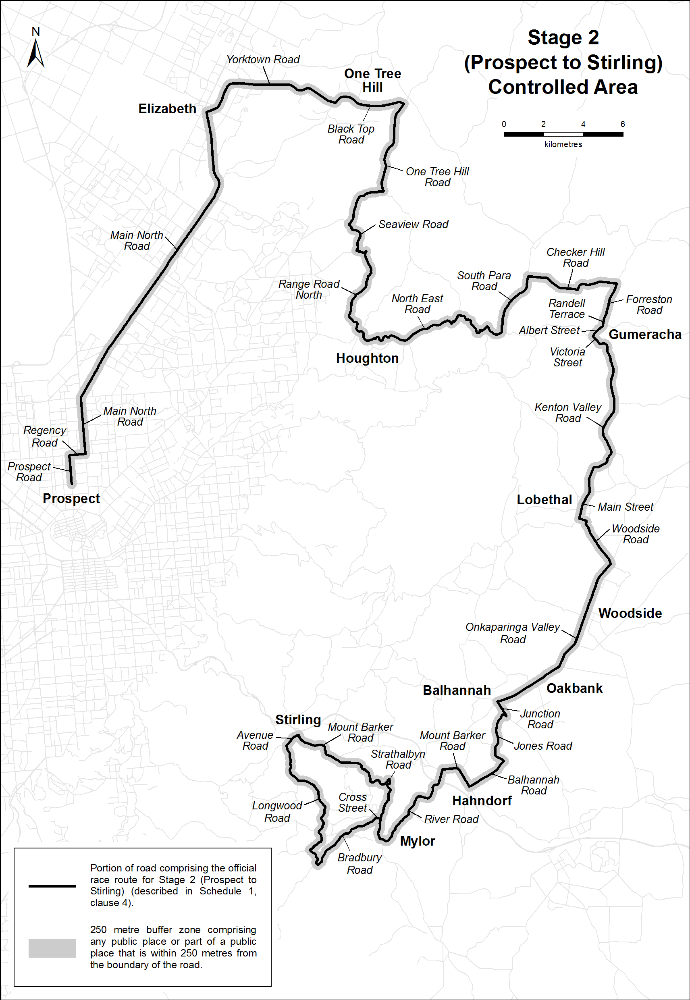 N
Stage 2
(Prospect to Stirling)
Controlled Area
0 2 4 6
kilometres
Yorktown Road
One Tree
Hill
Elizabeth
Black Top
Road
One Tree Hill
Road
Seaview Road
Main North
Road
Checker Hill
Road
South Para
Road
Range Road
North
North East
Road
Randell
Terrace
Forreston
Road
Albert Street
Gumeracha
Victoria
Street
Houghton
Main North
Road
Kenton Valley
Road
Regency
Road
Prospect
Road
Prospect
Lobethal
Main Street
Woodside
Road
Woodside
Onkaparinga Valley
Road
Balhannah
Oakbank
Junction
Road
Stirling
Mount Barker
Road
Avenue
Road
Mount Barker
Road
Jones Road
Strathalbyn
Road
Balhannah
Road
Cross
Street
Hahndorf
Longwood
Road
River Road
Mylor
Bradbury
Road
Portion of road comprising the official
race route for Stage 2 (Prospect to
Stirling) (described in Schedule 1,
clause 4).
250 metre buffer zone comprising
any public place or part of a public
place that is within 250 metres from
the boundary of the road.